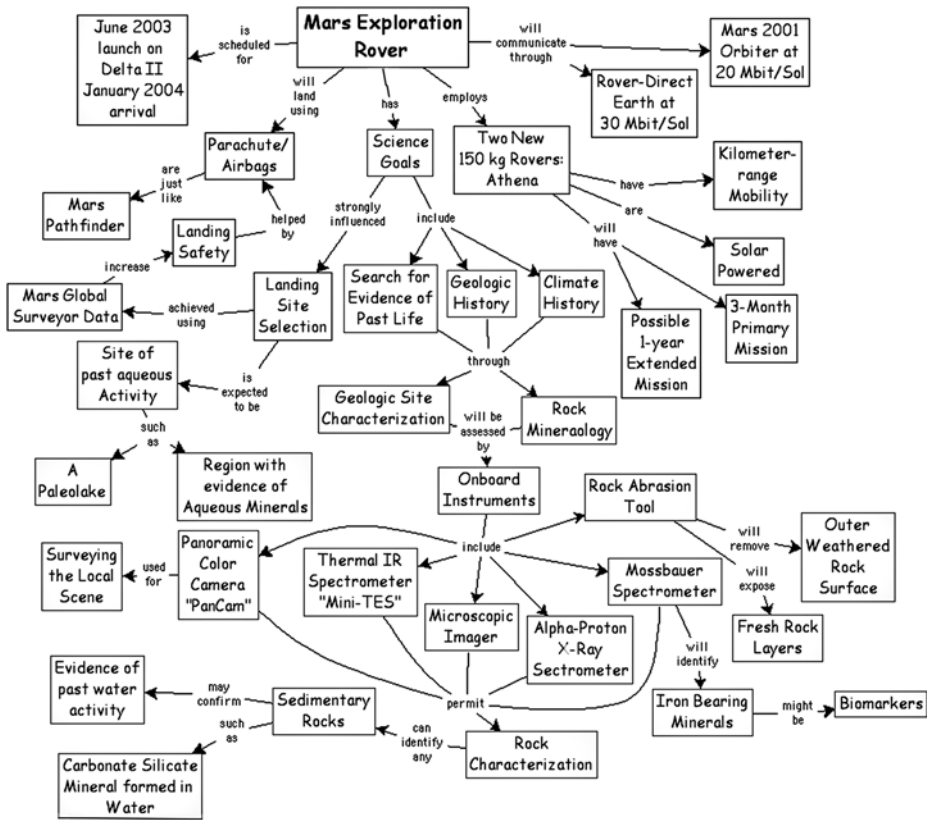 Mars Exploration
Rover
is
scheduled
for
June 2003
launch on
Delta II
January 2004
arrival
will
communicate
through
Mars 2001
Orbiter at
20 Mbit/Sol
Rover-Direct
Earth at
30 Mbit/Sol
will
land
using
has
employs
Parachute/
Airbags
Science
Goals
Two New
150 kg Rovers:
Athena
are
just
like
Mars
Pathfinder
helped
by
Landing
Safety
increase
Mars Global
Surveyor Data
achieved
using
strongly
influenced
Landing
Site
Selection
include
Search for
Evidence of
Past Life
Geologic
History
Climate
History
have
Kilometer-
range
Mobility
are
Solar
Powered
will
have
Possible
1-year
Extended
Mission
3-Month
Primary
Mission
is
expected
to be
Site of
past aqueous
Activity
such
as
A
Paleolake
Region with
evidence of
Aqueous Minerals
through
Geologic Site
Characterization
Rock
Mineraology
will be
assessed
by
Onboard
Instruments
include
Rock Abrasion
Tool
will
remove
Outer
Weathered
Rock
Surface
will
expose
Fresh Rock
Layers
Panoramic
Color
Camera
"PanCam"
used
for
Surveying
the Local
Scene
Thermal IR
Spectrometer
"Mini-TES"
Microscopic
Imager
Alpha-Proton
X-Ray
Sectrometer
Mossbauer
Spectrometer
will
identify
Iron Bearing
Minerals
might
be
Biomarkers
permit
Rock
Characterization
can
identify
any
Sedimentary
Rocks
may
confirm
Evidence of
past water
activity
such
as
Carbonate Silicate
Mineral formed in
Water